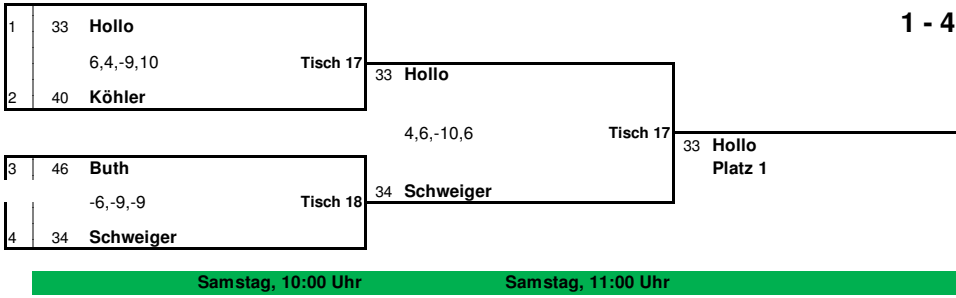 1 - 4
1 33 Hollo
6,4,-9,10 Tisch 17
33 Hollo
2 40 Köhler
4,6,-10,6 Tisch 17
33 Hollo
Platz 1
3 46 Buth
34 Schweiger
-6,-9,-9 Tisch 18
4 34 Schweiger
Samstag, 10:00 Uhr Samstag, 11:00 Uhr